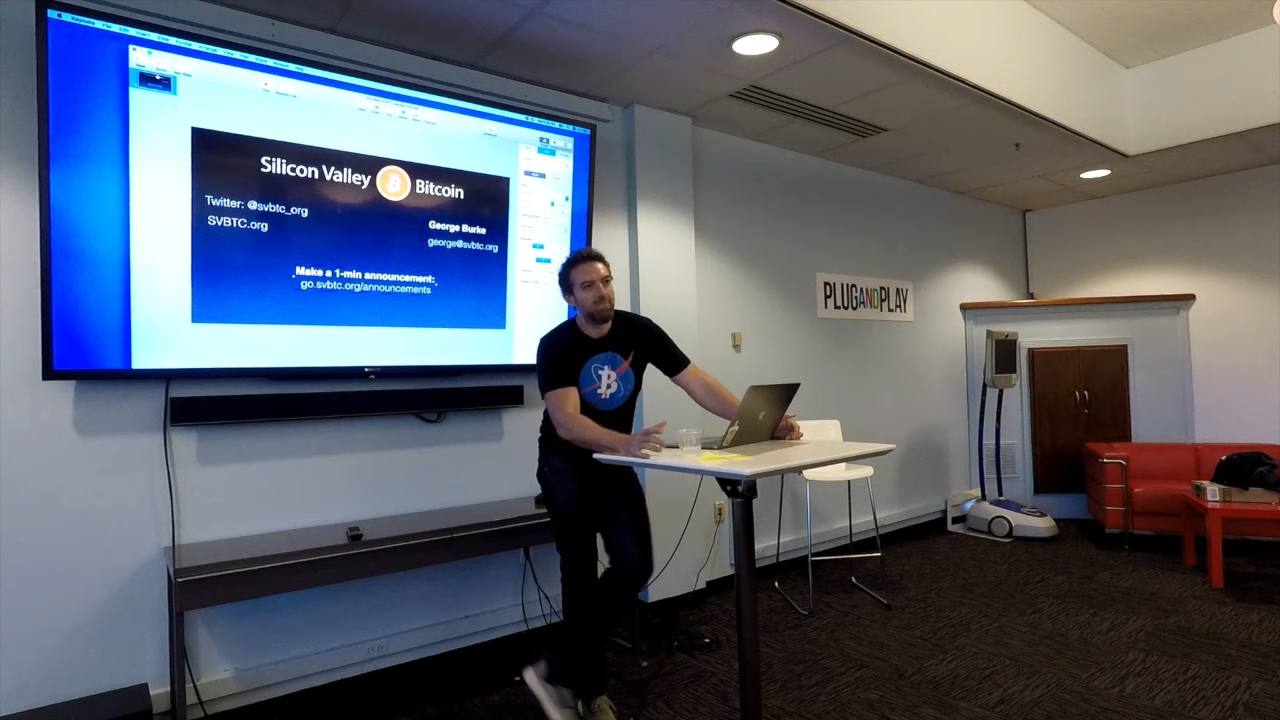 Silicon Valley Bitcoin
Twitter: @svbtc_org
SVBTC.org
George Burke
george@svbtc.org
Make a 1-min announcement:
go.svbtc.org/announcements
PLUGANDPLAY